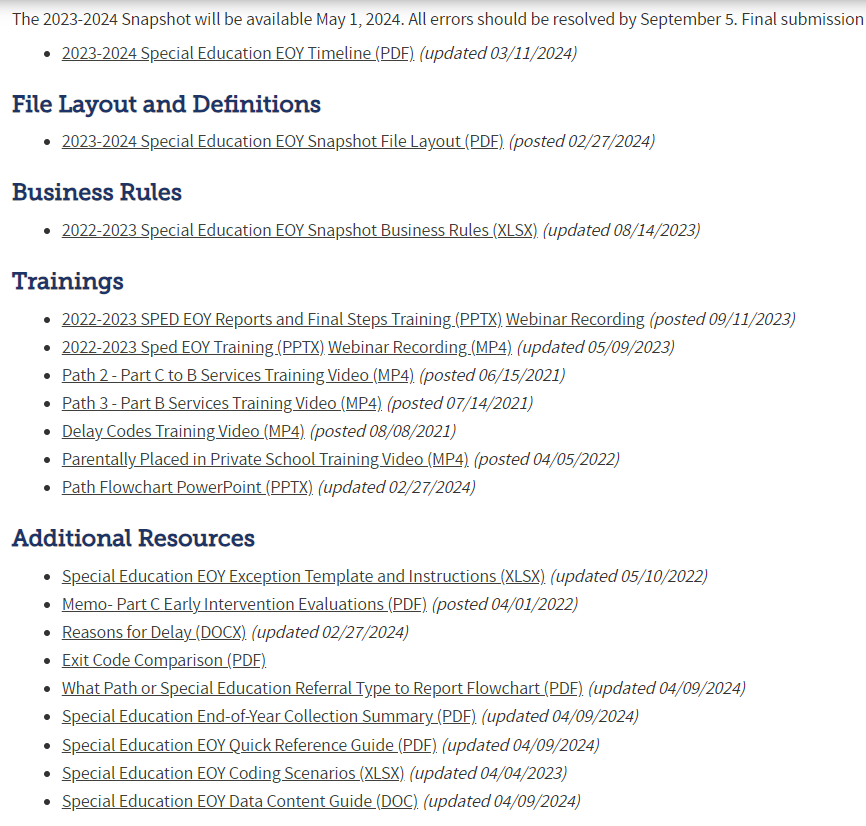 The 2023-2024 Snapshot will be available May 1, 2024. All errors should be resolved by September 5. Final submission
• 2023-2024 Special Education EOY Timeline (PDF) (updated 03/11/2024)
File Layout and Definitions
• 2023-2024 Special Education EOY Snapshot File Layout (PDF) (posted 02/27/2024)
Business Rules
• 2022-2023 Special Education EOY Snapshot Business Rules (XLSX) (updated 08/14/2023)
Trainings
• 2022-2023 SPED EOY Reports and Final Steps Training (PPTX) Webinar Recording (posted 09/11/2023)
• 2022-2023 Sped EOY Training (PPTX) Webinar Recording (MP4) (updated 05/09/2023)
• Path 2 - Part C to B Services Training Video (MP4) (posted 06/15/2021)
• Path 3 - Part B Services Training Video (MP4) (posted 07/14/2021)
• Delay Codes Training Video (MP4) (posted 08/08/2021)
• Parentally Placed in Private School Training Video (MP4) (posted 04/05/2022)
• Path Flowchart PowerPoint (PPTX) (updated 02/27/2024)
Additional Resources
• Special Education EOY Exception Template and Instructions (XLSX) (updated 05/10/2022)
• Memo- Part C Early Intervention Evaluations (PDF) (posted 04/01/2022)
• Reasons for Delay (DOCX) (updated 02/27/2024)
• Exit Code Comparison (PDF)
• What Path or Special Education Referral Type to Report Flowchart (PDF) (updated 04/09/2024)
• Special Education End-of-Year Collection Summary (PDF) (updated 04/09/2024)
• Special Education EOY Quick Reference Guide (PDF) (updated 04/09/2024)
• Special Education EOY Coding Scenarios (XLSX) (updated 04/04/2023)
• Special Education EOY Data Content Guide (DOC) (updated 04/09/2024)